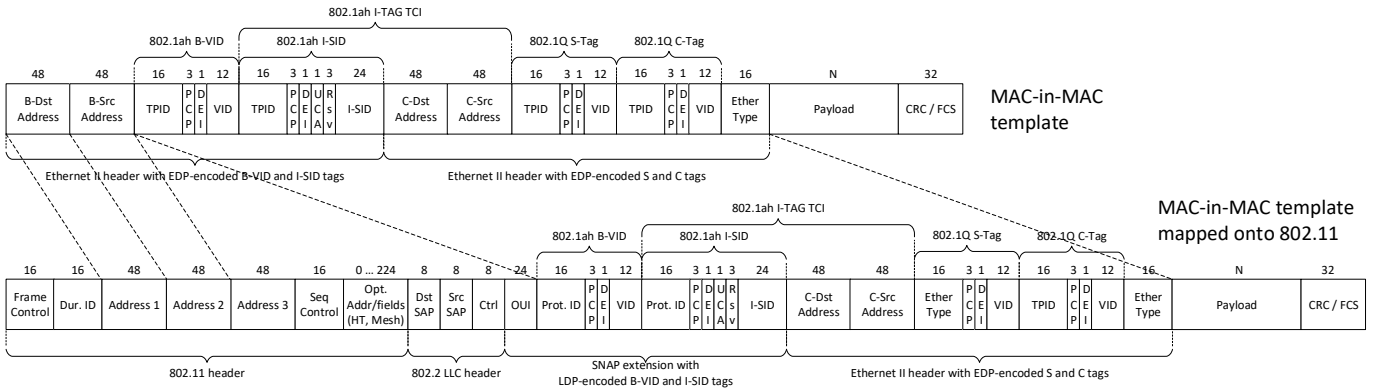 802.1ah I-TAG TCI
802.1ah B-VID 802.1ah I-SID 802.1Q S-Tag 802.1Q C-Tag
48 48 16 3 1 12 16 3 1 1 3 24 48 48 16 3 1 12 16 3 1 12 16 N 32
B-Dst Address B-Src Address TPID PCP DEI VID TPID PCP DEI UCA Rsv I-SID C-Dst Address C-Src Address TPID PCP DEI VID TPID PCP DEI VID Ether Type Payload CRC / FCS
MAC-in-MAC
template
Ethernet II header with EDP-encoded B-VID and I-SID tags Ethernet II header with EDP-encoded S and C tags
MAC-in-MAC template
mapped onto 802.11
802.1ah I-TAG TCI
802.1ah B-VID 802.1ah I-SID 802.1Q S-Tag 802.1Q C-Tag
16 16 48 48 48 16 0 ... 224 8 8 8 24 16 3 1 12 16 3 1 1 3 24 48 48 16 3 1 12 16 3 1 12 16 N 32
Frame Control Dur. ID Address 1 Address 2 Address 3 Seq Control Opt. Addr/fields (HT, Mesh) Dst SAP Src SAP Ctrl OUI Prot. ID PCP DEI VID Prot. ID PCP DEI UCA Rsv I-SID C-Dst Address C-Src Address Ether Type PCP DEI VID TPID PCP DEI VID Ether Type Payload CRC / FCS
802.11 header 802.2 LLC header SNAP extension with
LDP-encoded B-VID and I-SID tags Ethernet II header with EDP-encoded S and C tags